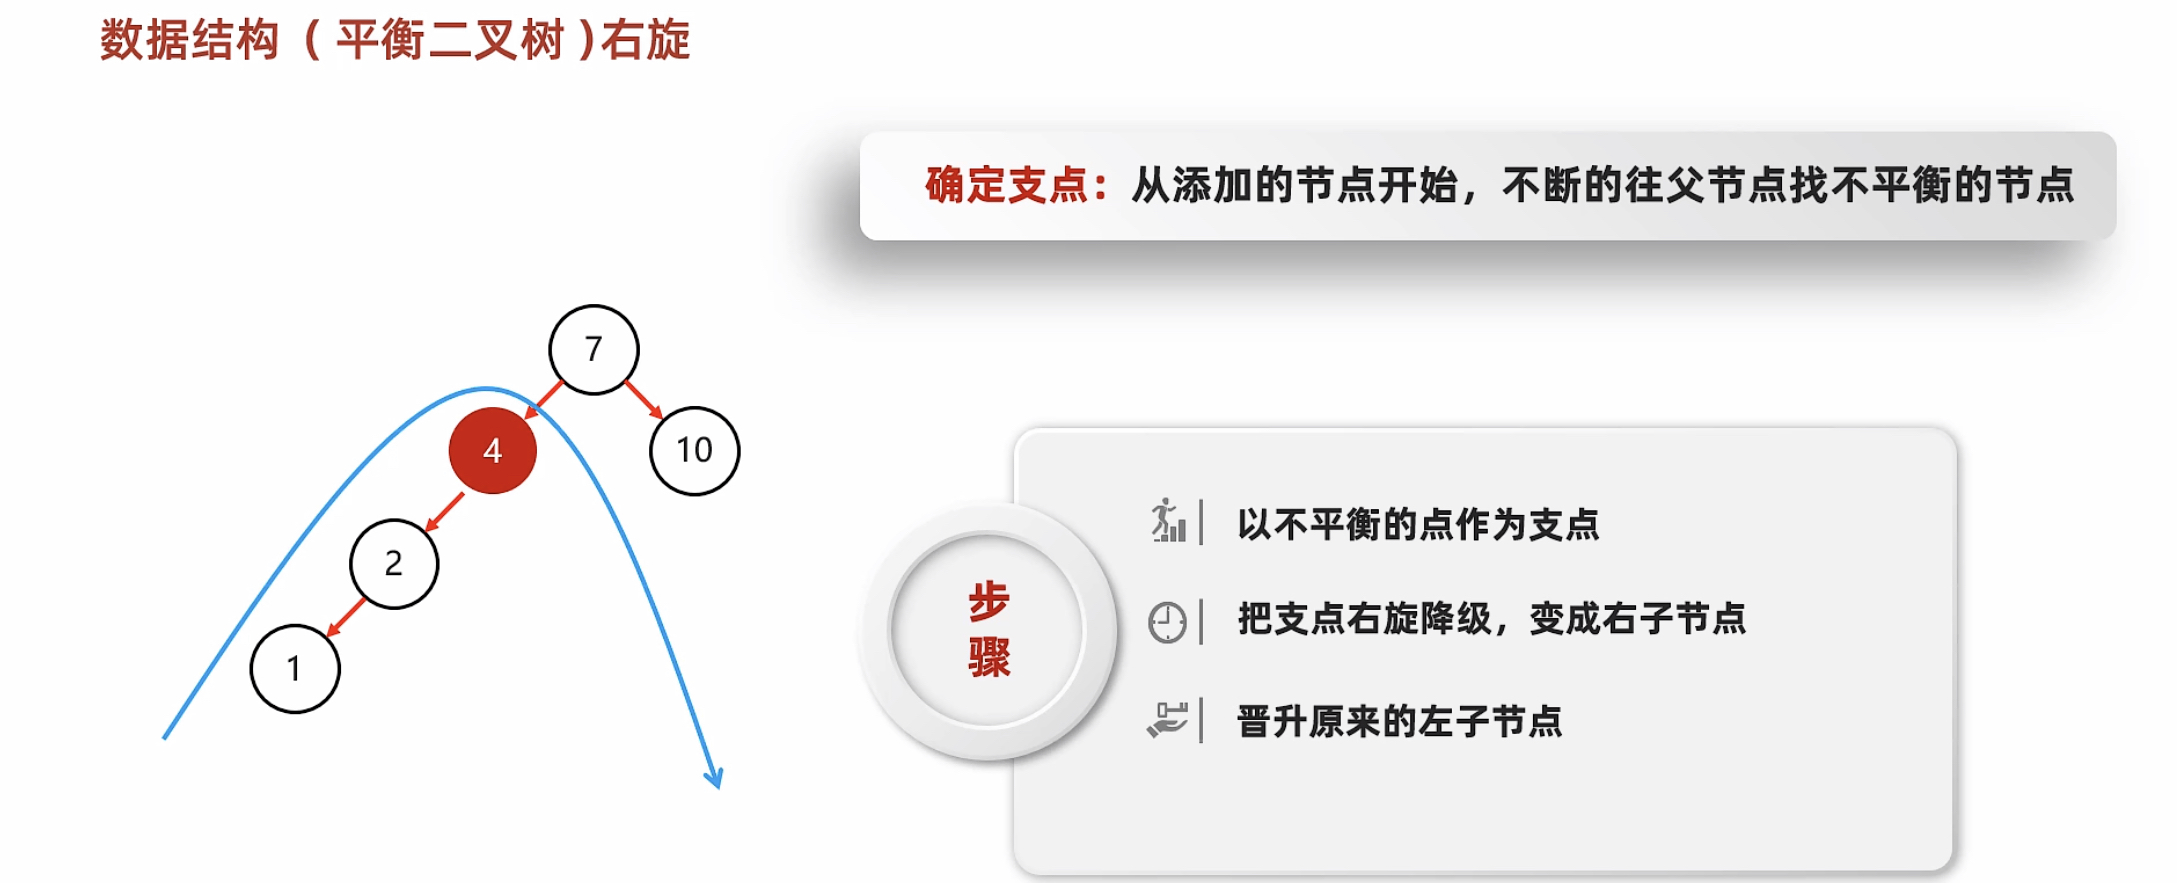 数据结构（平衡二叉树)右旋
确定支点：从添加的节点开始，不断的往父节点找不平衡的节点
7
4
10
2
1
步
骤
以不平衡的点作为支点
把支点右旋降级，变成右子节点
晋升原来的左子节点